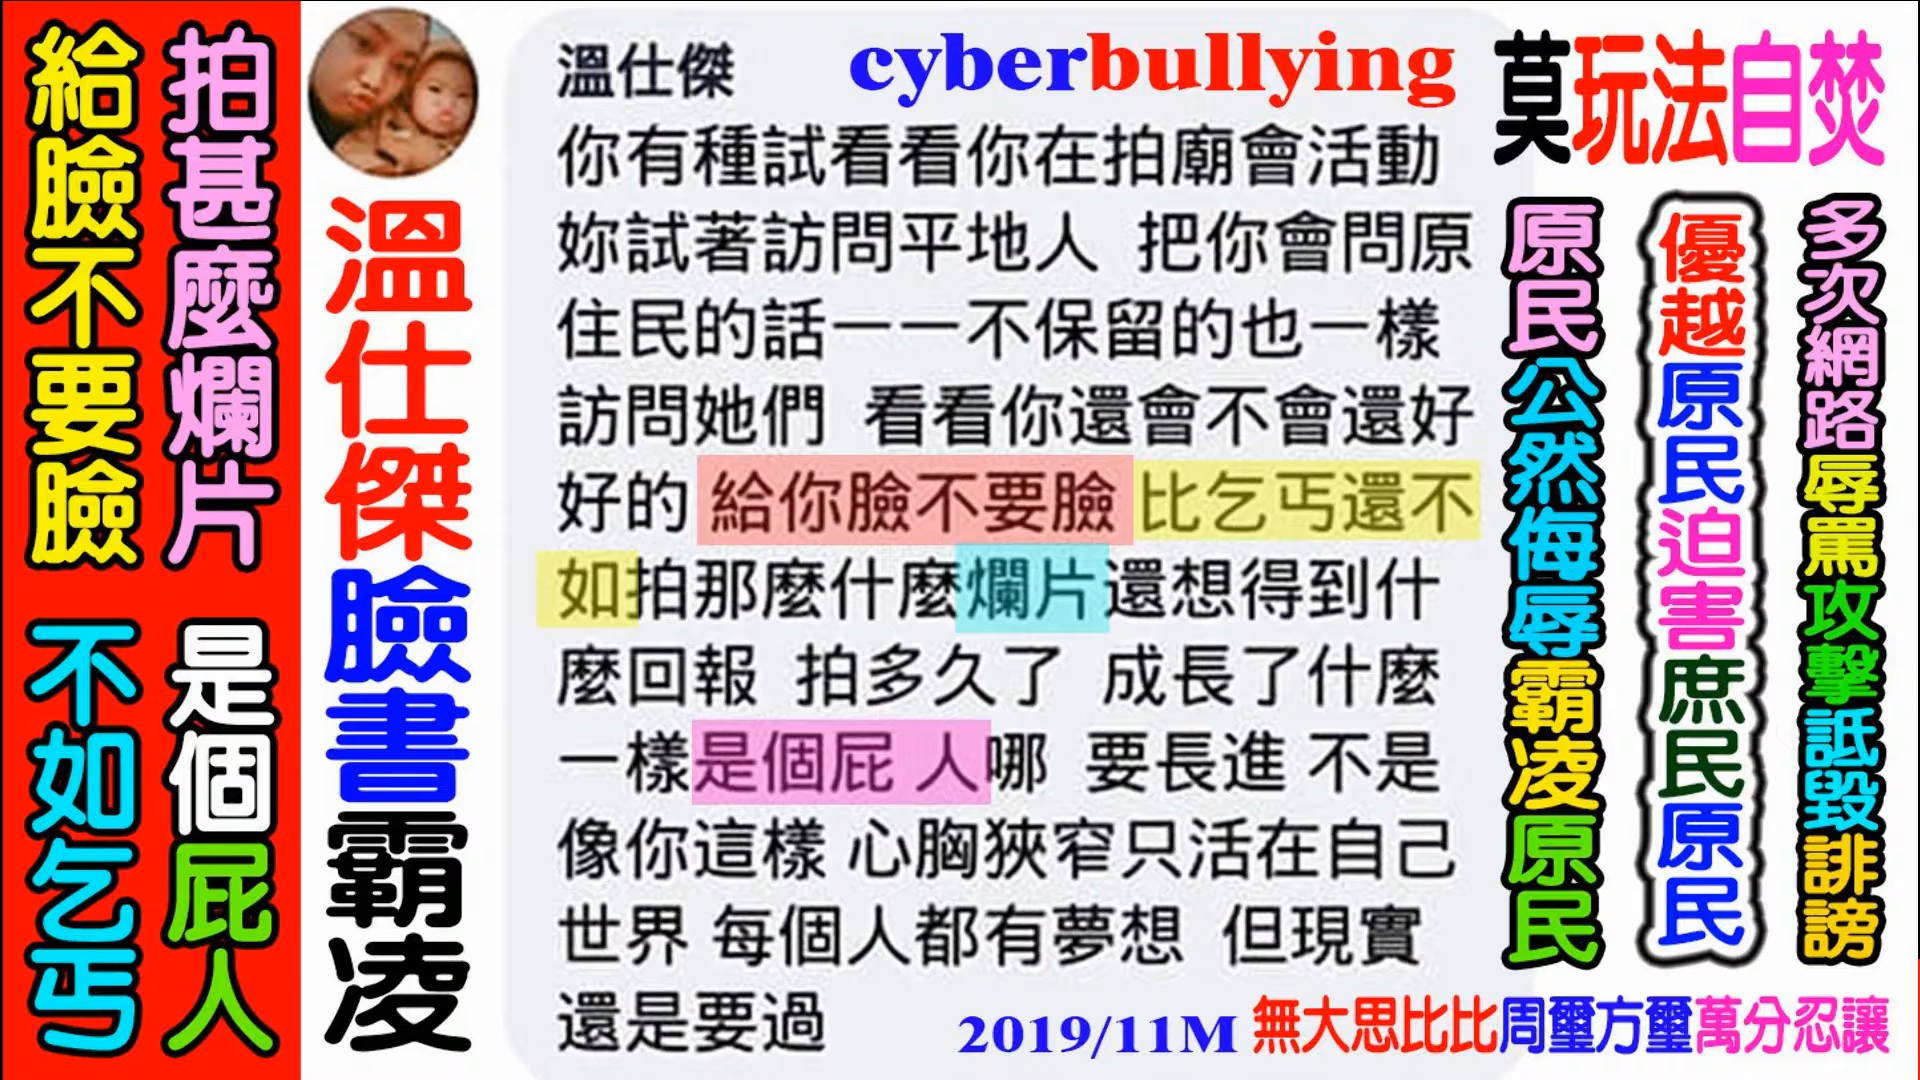 給臉不要臉 不如乞丐
拍甚麼爛片 是個屁人
溫仕傑臉書霸凌
溫仕傑
cyberbullying
你有種試看看你在拍廟會活動
妳試著訪問平地人 把你會問原
住民的話一一不保留的也一樣
訪問她們 看看你還會不會還好
好的 給你臉不要臉 比乞丐還不
如拍那麼什麼爛片還想得到什
麼回報 拍多久了 成長了什麼
一樣是個屁 人哪 要長進 不是
像你這樣 心胸狹窄只活在自己
世界 每個人都有夢想 但現實
還是要過
莫玩法自焚
原民公然侮辱霸凌原民
優越原民迫害庶民原民
多次網路辱罵攻擊詆毀誹謗
2019/11M 無大思比比周璽方璽萬分忍讓